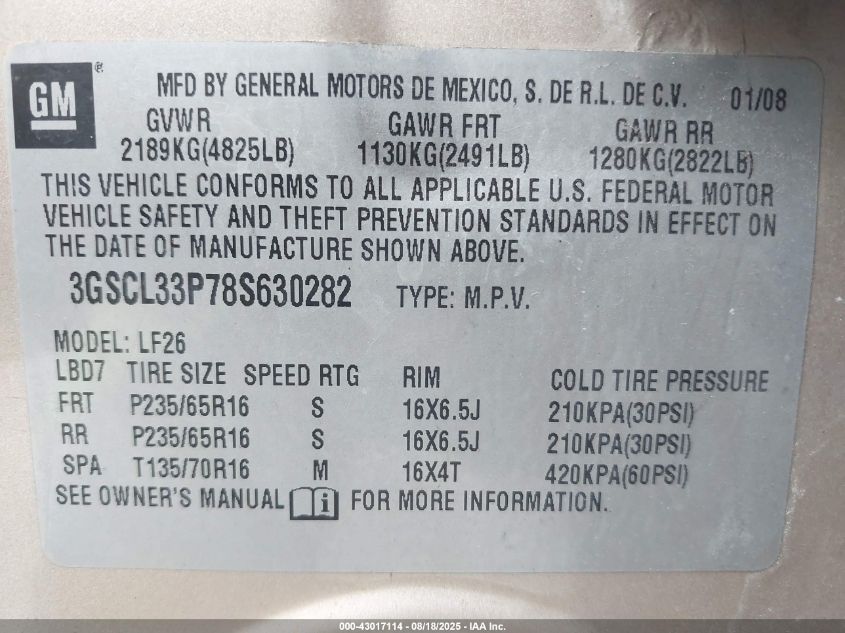 GM ®
MFD BY GENERAL MOTORS DE MEXICO, S. DE R.L. DE C.V. 01/08
GVWR GAWR FRT GAWR RR
2189KG(4825LB) 1130KG(2491LB) 1280KG(2822LB)
THIS VEHICLE CONFORMS TO ALL APPLICABLE U.S. FEDERAL MOTOR
VEHICLE SAFETY AND THEFT PREVENTION STANDARDS IN EFFECT ON
THE DATE OF MANUFACTURE SHOWN ABOVE.
3GSCL33P78S630282 TYPE: M.P.V.
MODEL: LF26
LBD7 TIRE SIZE SPEED RTG RIM COLD TIRE PRESSURE
FRT P235/65R16 S 16X6.5J 210KPA(30PSI)
RR P235/65R16 S 16X6.5J 210KPA(30PSI)
SPA T135/70R16 M 16X4T 420KPA(60PSI)
SEE OWNER'S MANUAL i FOR MORE INFORMATION.
000-43017114 - 08/18/2025 - IAA Inc.